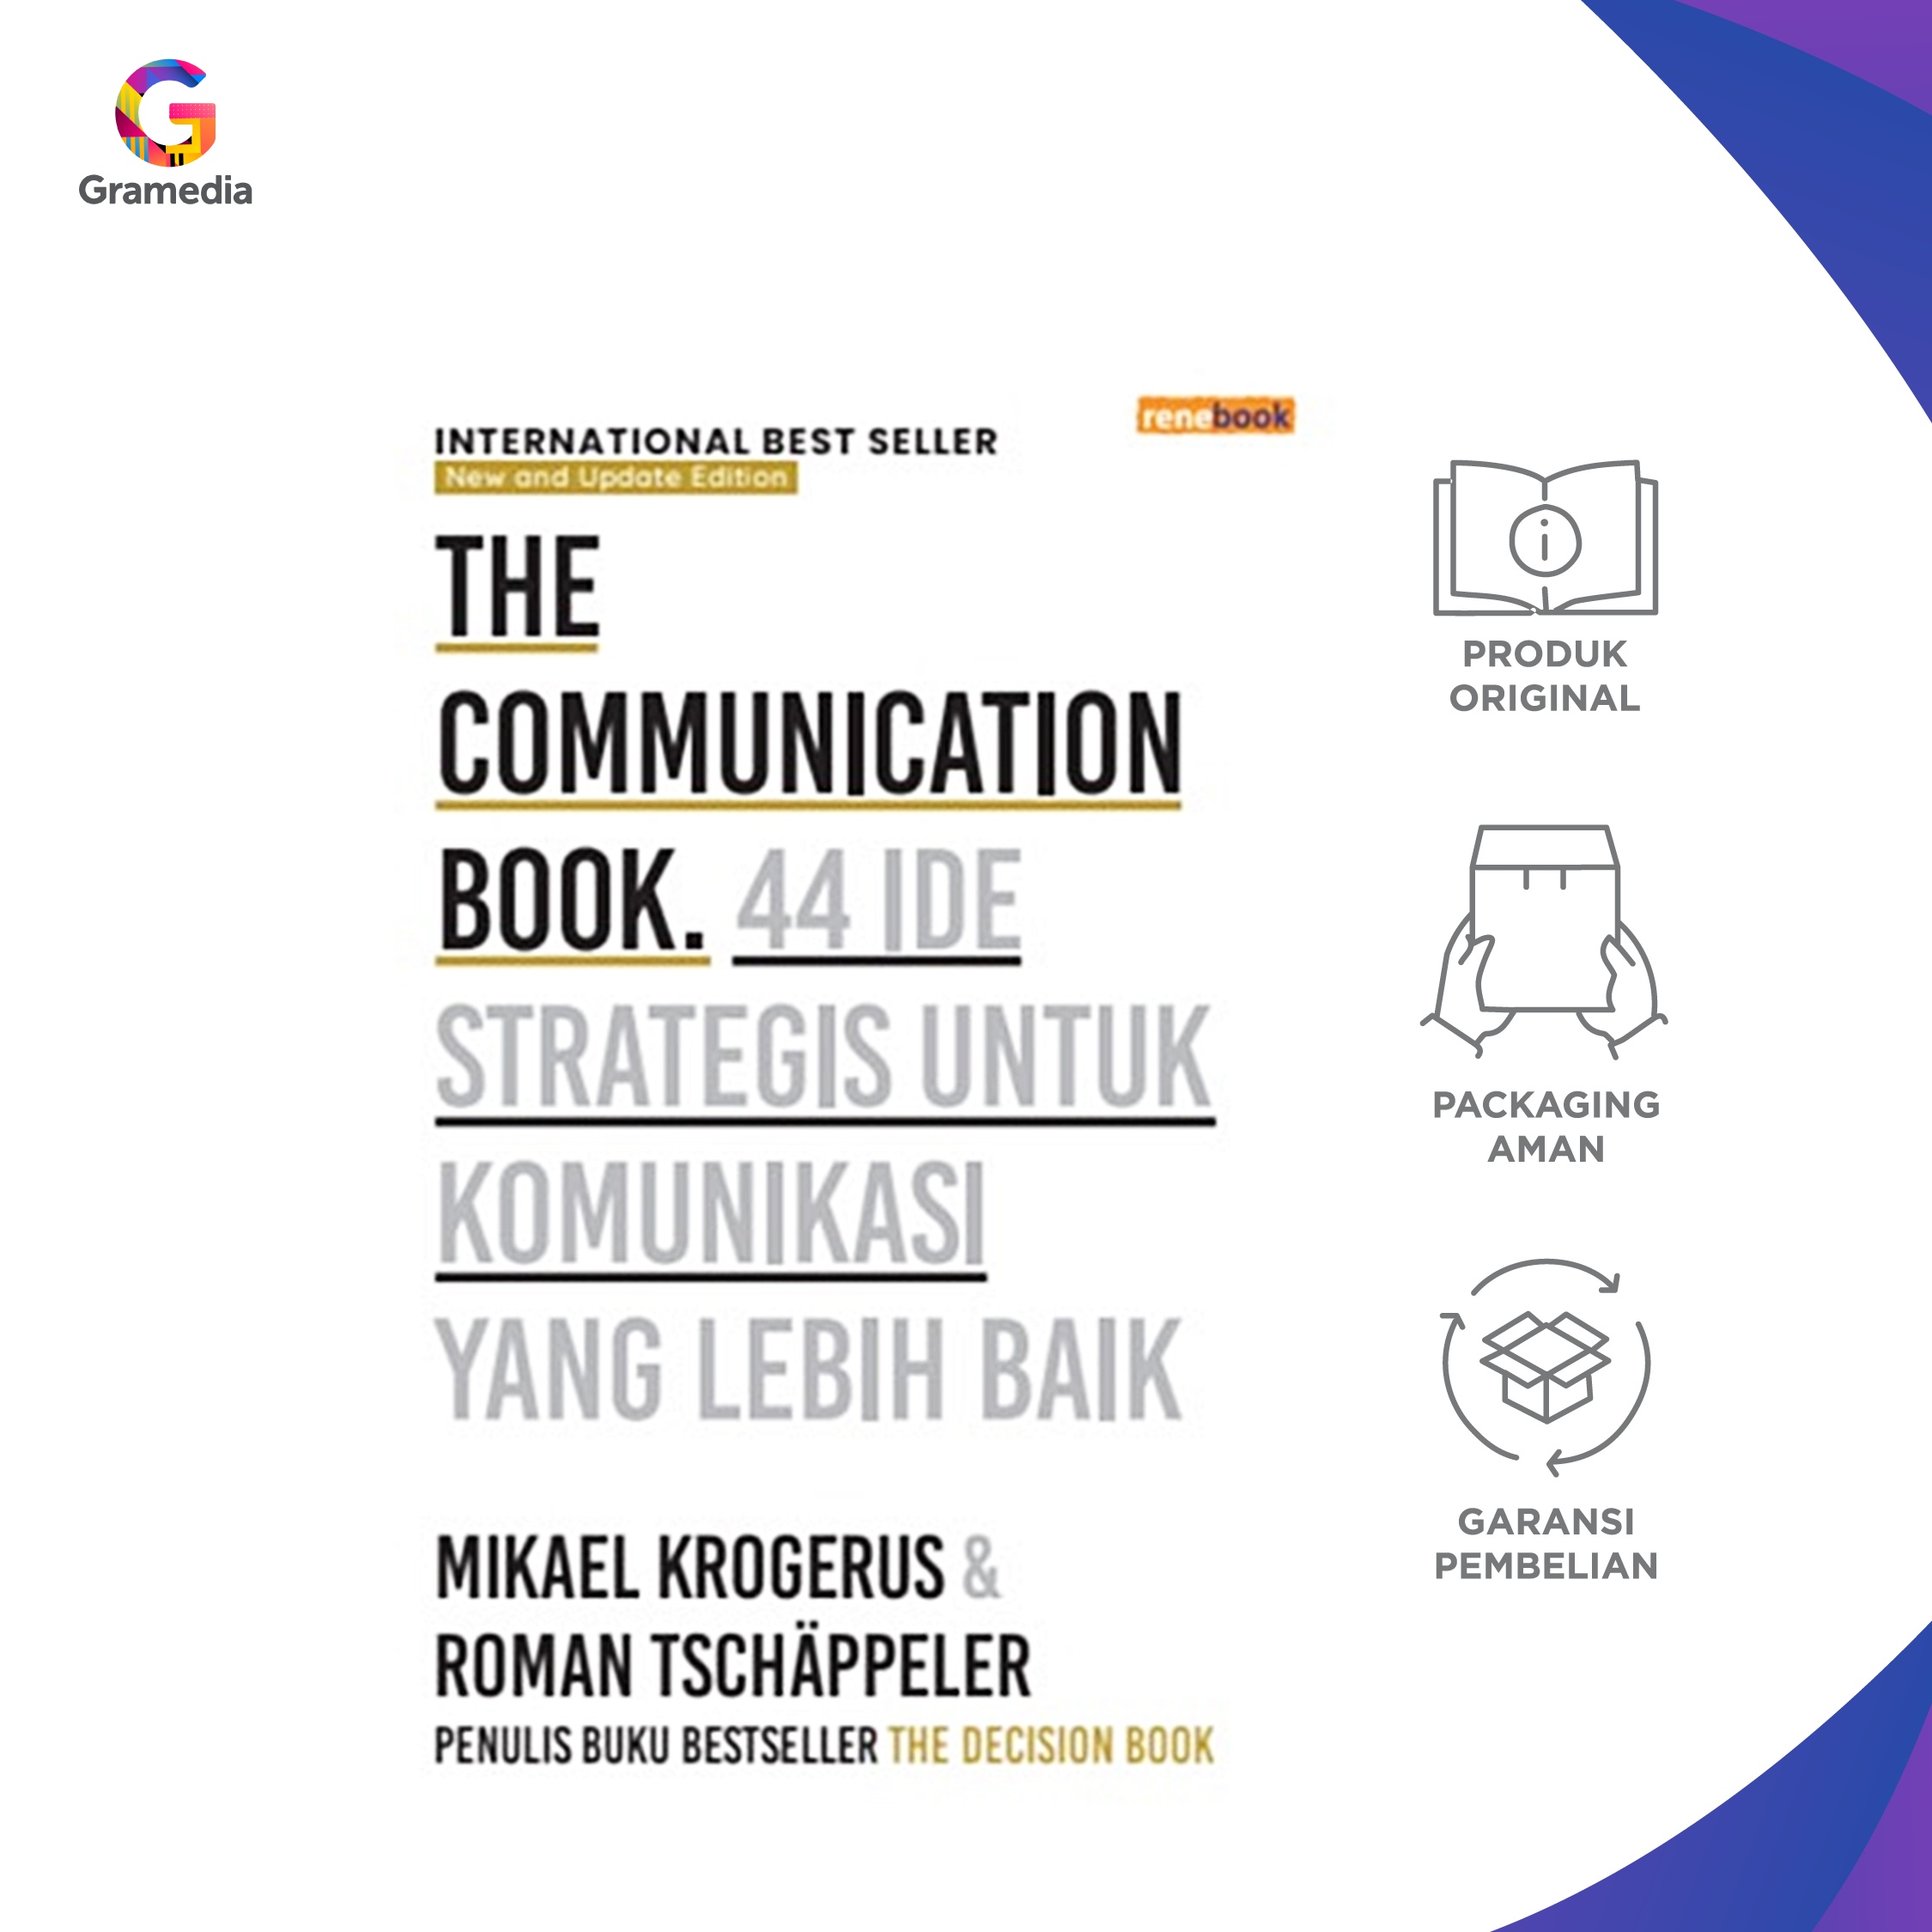 Gramedia
INTERNATIONAL BEST SELLER
renebook
New and Update Edition
THE
COMMUNICATION
BOOK. 44 IDE
STRATEGIS UNTUK
KOMUNIKASI
YANG LEBIH BAIK
MIKAEL KROGERUS &
ROMAN TSCHÄPPELER
PENULIS BUKU BESTSELLER THE DECISION BOOK
PRODUK
ORIGINAL
PACKAGING
AMAN
GARANSI
PEMBELIAN